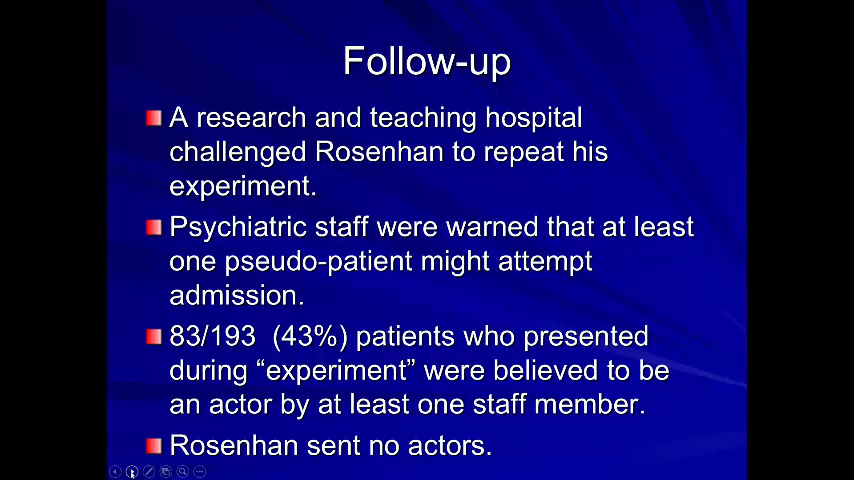 Follow-up
A research and teaching hospital
challenged Rosenhan to repeat his
experiment.
Psychiatric staff were warned that at least
one pseudo-patient might attempt
admission.
83/193 (43%) patients who presented
during “experiment” were believed to be
an actor by at least one staff member.
Rosenhan sent no actors.